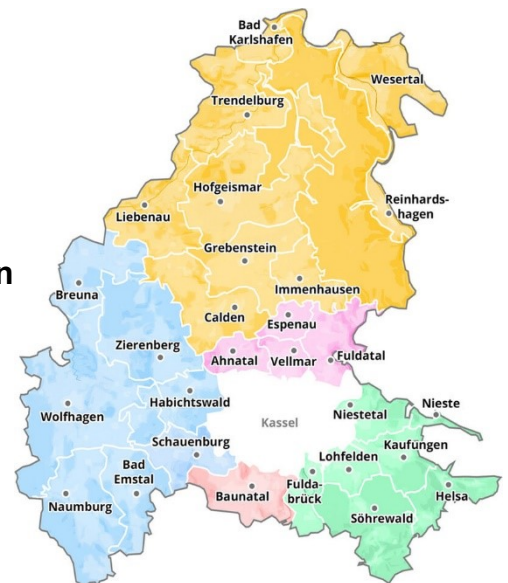 Bad
Karlshafen
Wesertal
Trendelburg
Hofgeismar
Reinhards-
hagen
Liebenau
Grebenstein
n
Immenhausen
Breuna
Calden
Espenau
Zierenberg
Ahnatal
Vellmar
Fuldatal
Habichtswald
Wolfhagen
Niestetal
Nieste
Kassel
Schauenburg
Kaufungen
Lohfelden
Bad
Emstal
Fulda-
brück
Baunatal
Helsa
Naumburg
Söhrewald